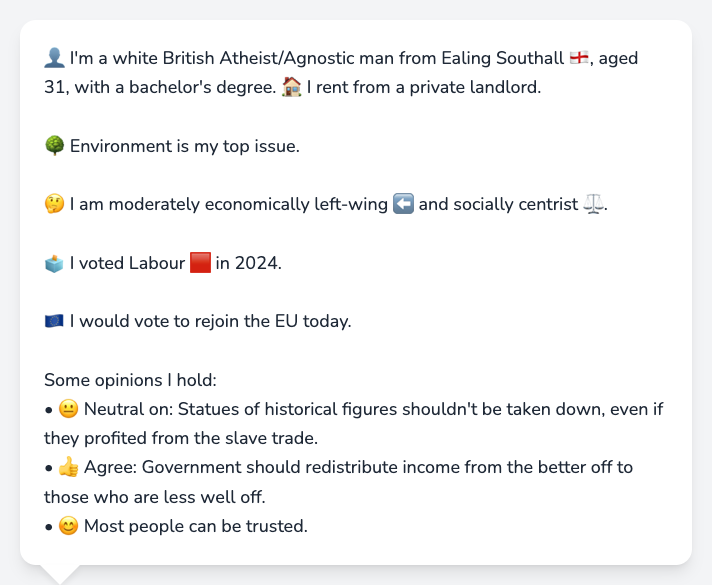 👤 I'm a white British Atheist/Agnostic man from Ealing Southall 🏴󠁧󠁢󠁥󠁮󠁧󠁿, aged
31, with a bachelor's degree. 🏠 I rent from a private landlord.
🌳 Environment is my top issue.
🤔 I am moderately economically left-wing ⬅️ and socially centrist ⚖️.
🗳️ I voted Labour 🟥 in 2024.
🇪🇺 I would vote to rejoin the EU today.
Some opinions I hold:
• 😐 Neutral on: Statues of historical figures shouldn't be taken down, even if
they profited from the slave trade.
• 👍 Agree: Government should redistribute income from the better off to
those who are less well off.
• 😊 Most people can be trusted.